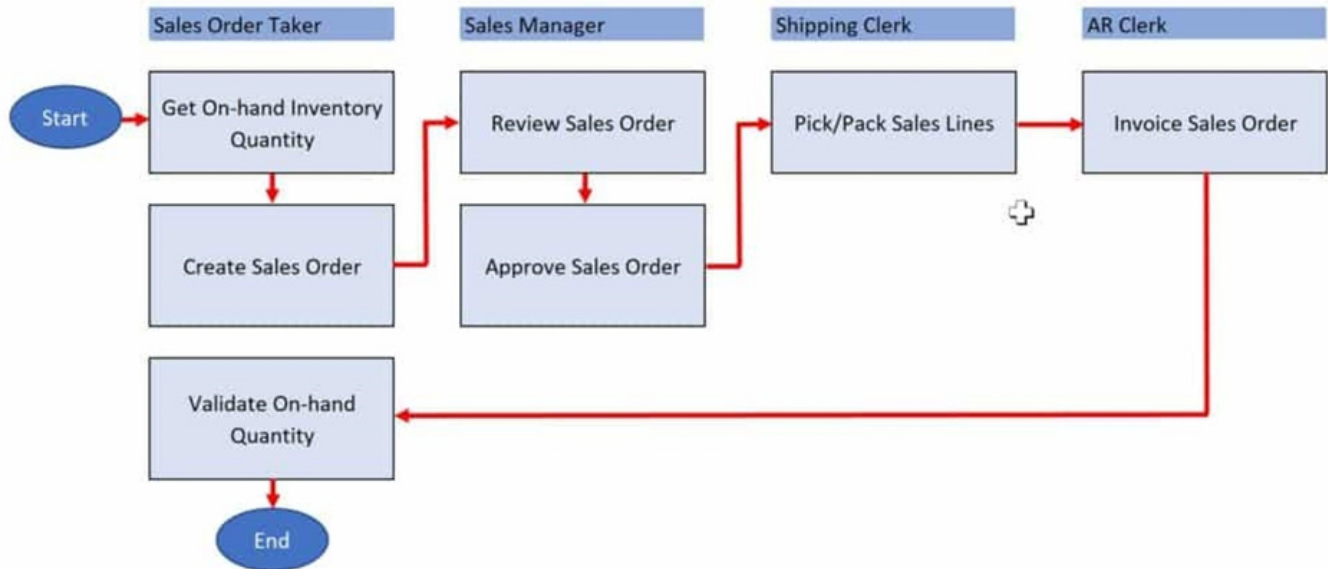 Sales Order Taker
Sales Manager
Shipping Clerk
AR Clerk
Start
Get On-hand Inventory
Quantity
Review Sales Order
Pick/Pack Sales Lines
Invoice Sales Order
Create Sales Order
Approve Sales Order
Validate On-hand
Quantity
End